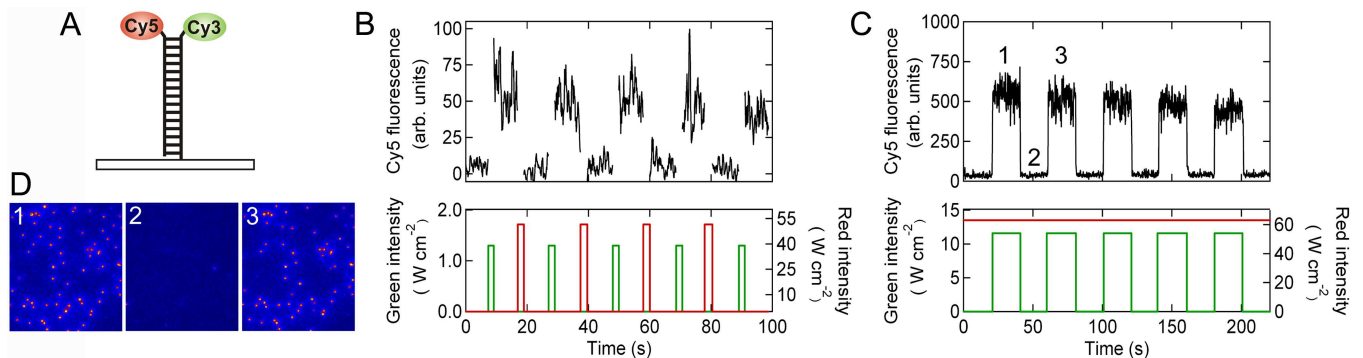 A
Cy5
Cy3
D
1
2
3
B
Cy5 fluorescence
(arb. units)
100
75
50
25
0
Green intensity
( W cm-2)
2.0
1.0
0.0
55
40
30
15
0
Red intensity
( W cm-2)
0
20
40
60
80
100
Time (s)
C
Cy5 fluorescence
(arb. units)
1000
750
500
250
0
1
2
3
Green intensity
( W cm-2)
15
10
5
0
60
40
20
0
Red intensity
( W cm-2)
0
50
100
150
200
Time (s)